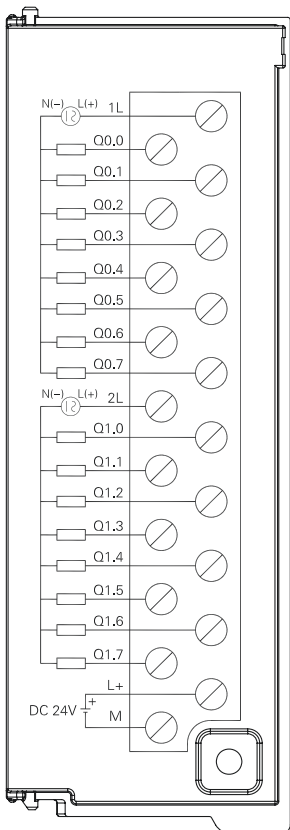 N(-) L(+) 1L
Q0.0
Q0.1
Q0.2
Q0.3
Q0.4
Q0.5
Q0.6
Q0.7
N(-) L(+) 2L
Q1.0
Q1.1
Q1.2
Q1.3
Q1.4
Q1.5
Q1.6
Q1.7
L+
DC 24V +
M